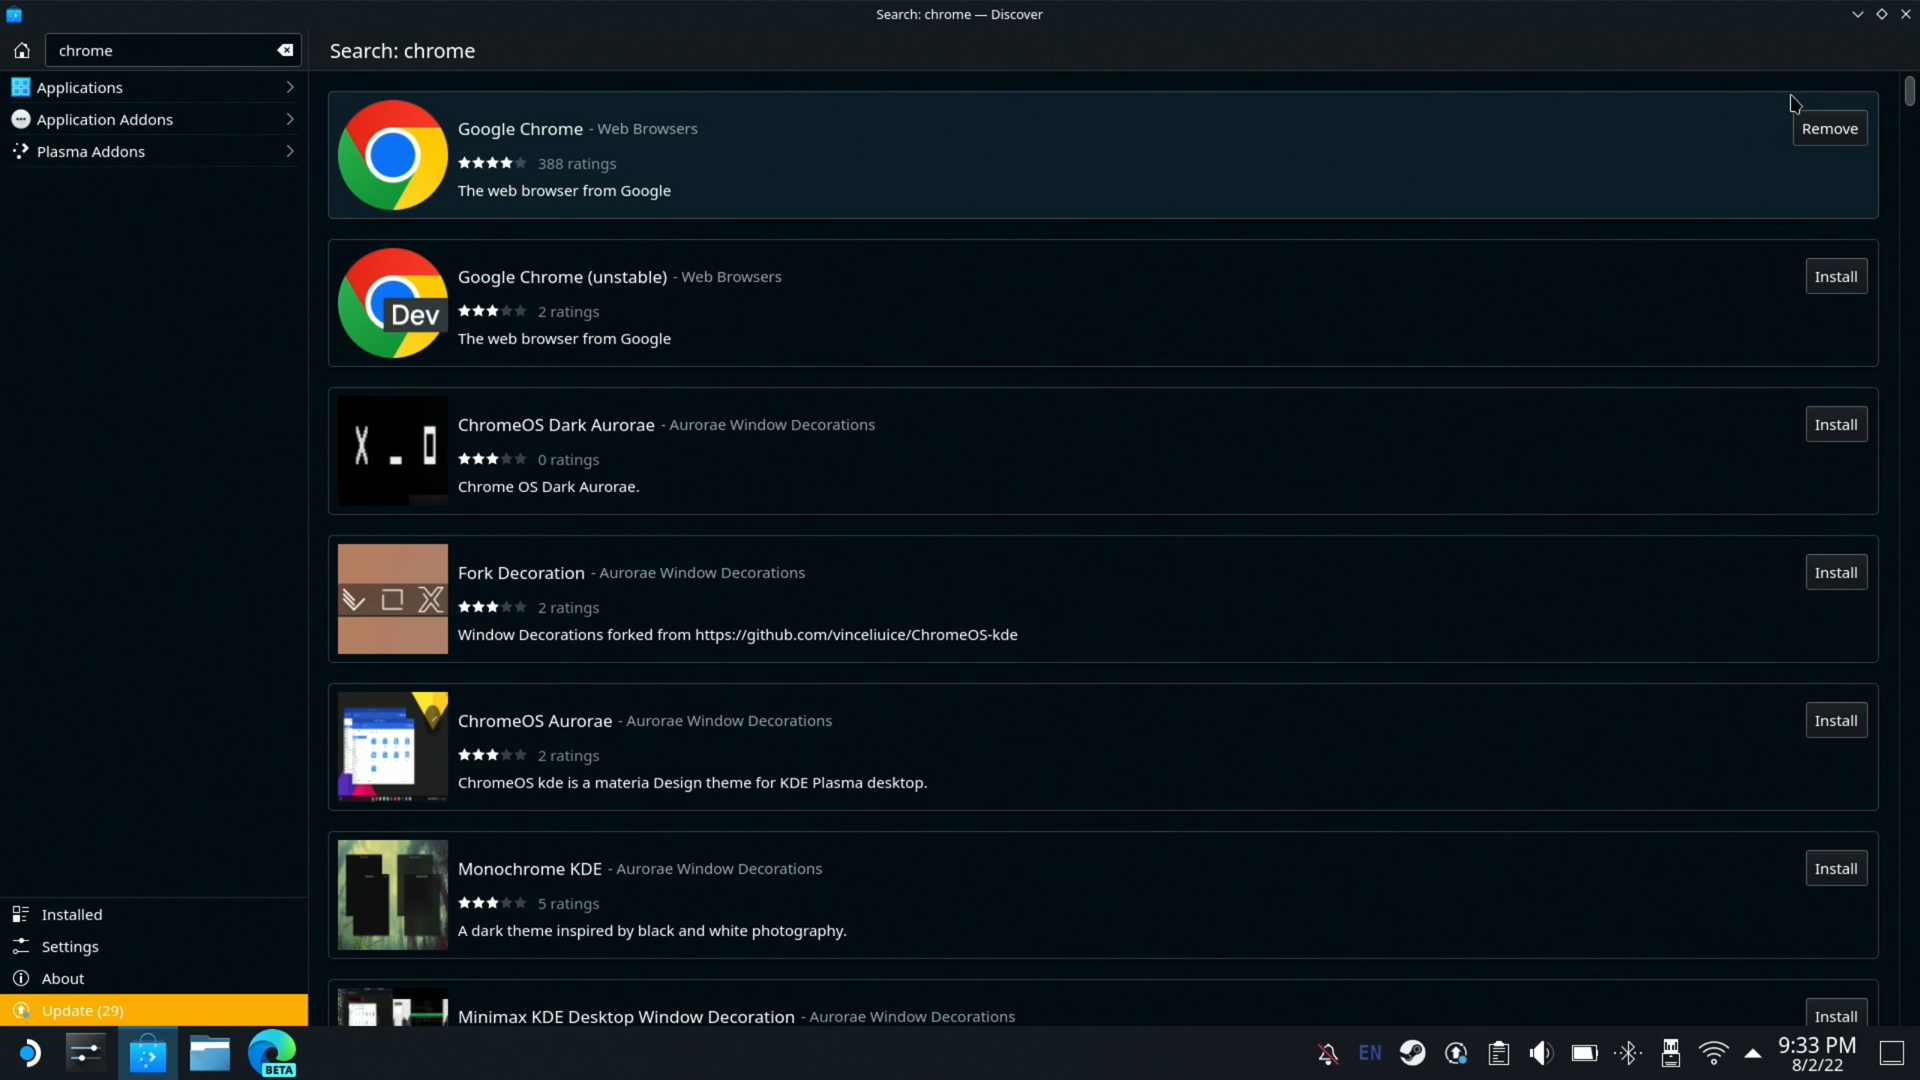 Search: chrome — Discover
chrome
Search: chrome
Applications
Application Addons
Plasma Addons
Google Chrome - Web Browsers
388 ratings
The web browser from Google
Remove
Google Chrome (unstable) - Web Browsers
2 ratings
The web browser from Google
Install
Dev
ChromeOS Dark Aurorae - Aurorae Window Decorations
0 ratings
Chrome OS Dark Aurorae.
Install
Fork Decoration - Aurorae Window Decorations
2 ratings
Window Decorations forked from https://github.com/vinceliuice/ChromeOS-kde
Install
ChromeOS Aurorae - Aurorae Window Decorations
2 ratings
ChromeOS kde is a materia Design theme for KDE Plasma desktop.
Install
Monochrome KDE - Aurorae Window Decorations
5 ratings
A dark theme inspired by black and white photography.
Install
Minimax KDE Desktop Window Decoration - Aurorae Window Decorations
Install
Installed
Settings
About
Update (29)
BETA
EN
9:33 PM
8/2/22